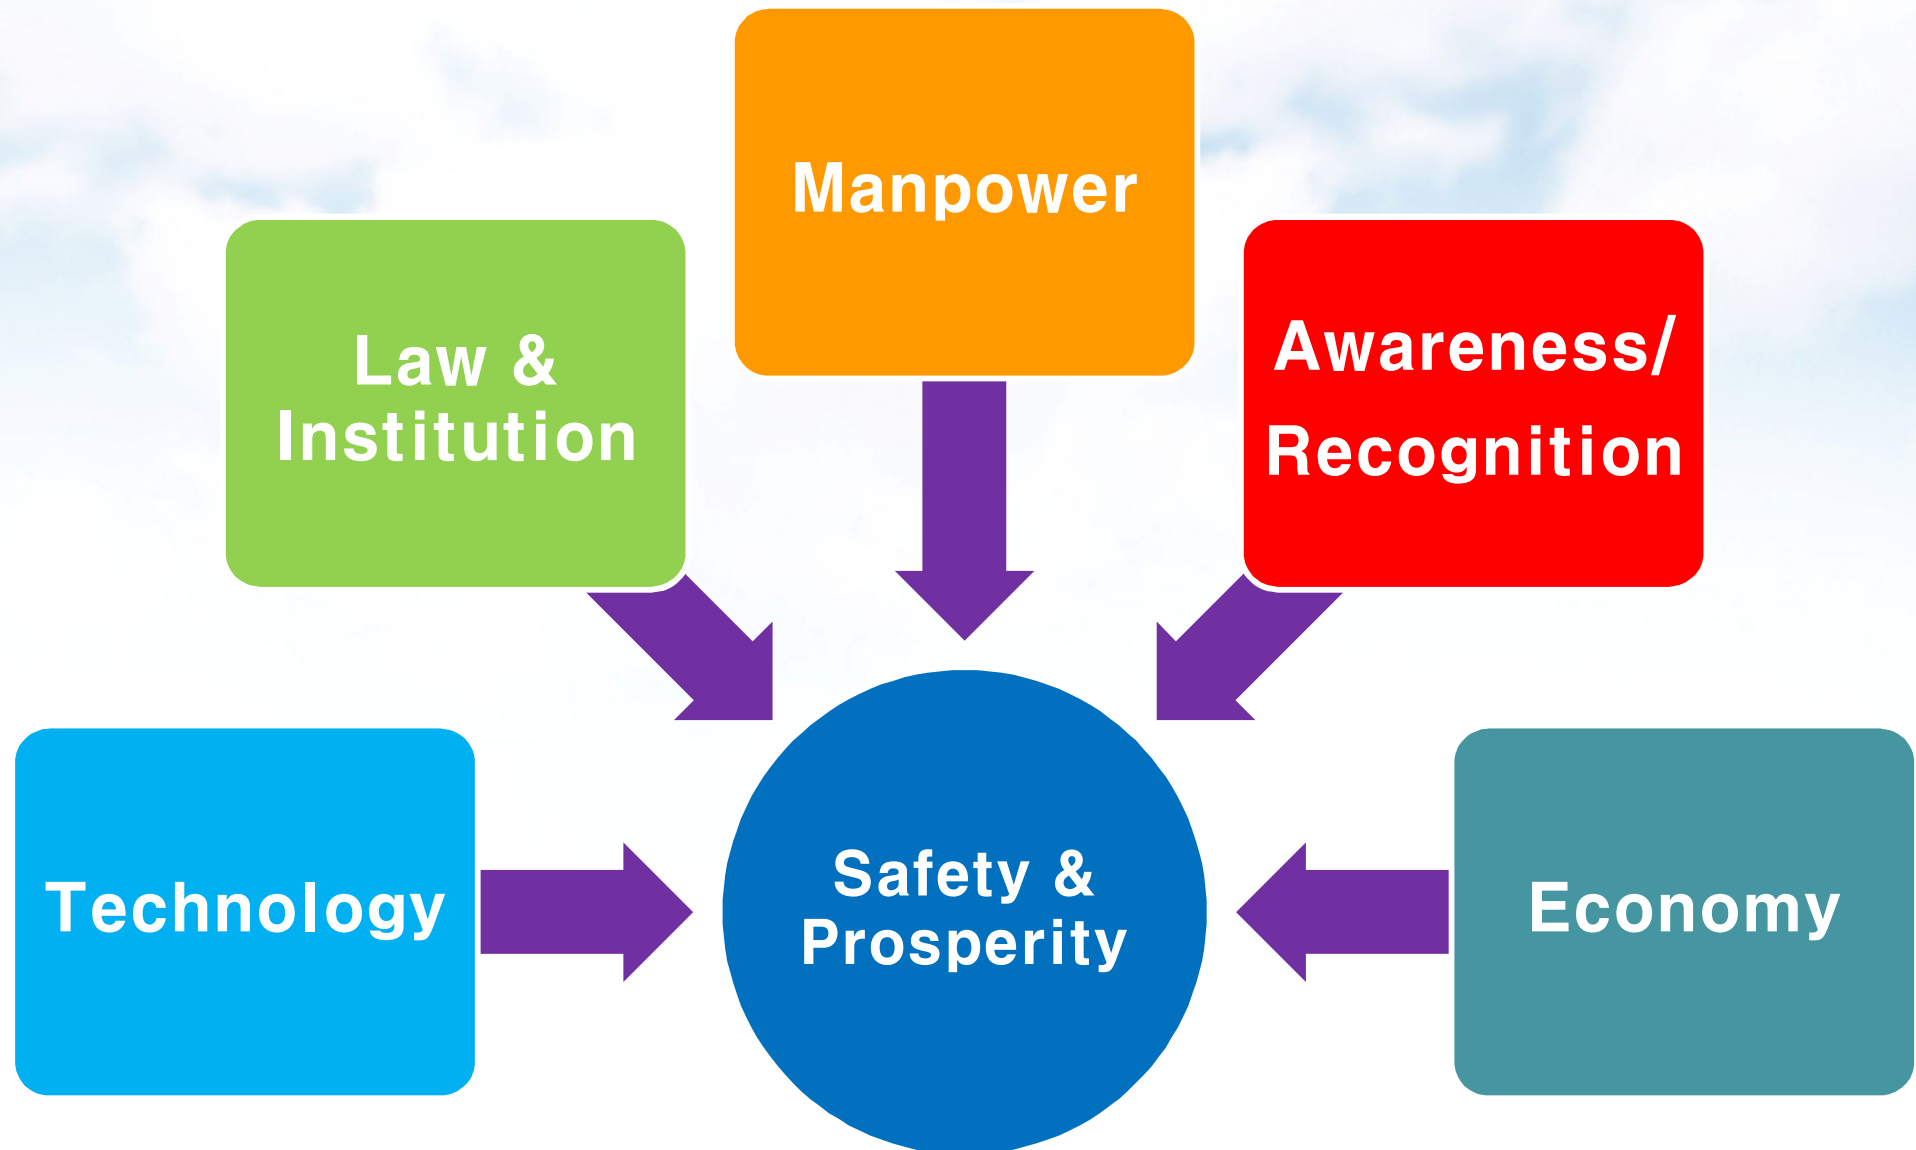 Manpower
Law &
Institution
Awareness/
Recognition
Technology
Safety &
Prosperity
Economy